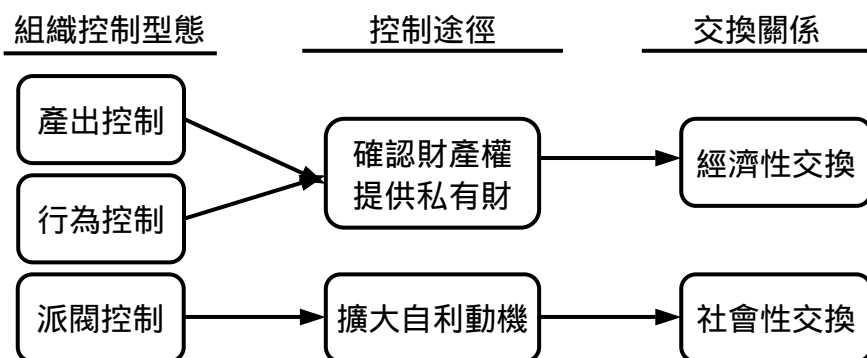 組織控制型態
控制途徑
交換關係
產出控制
行為控制
確認財產權
提供私有財
經濟性交換
派閥控制
擴大自利動機
社會性交換